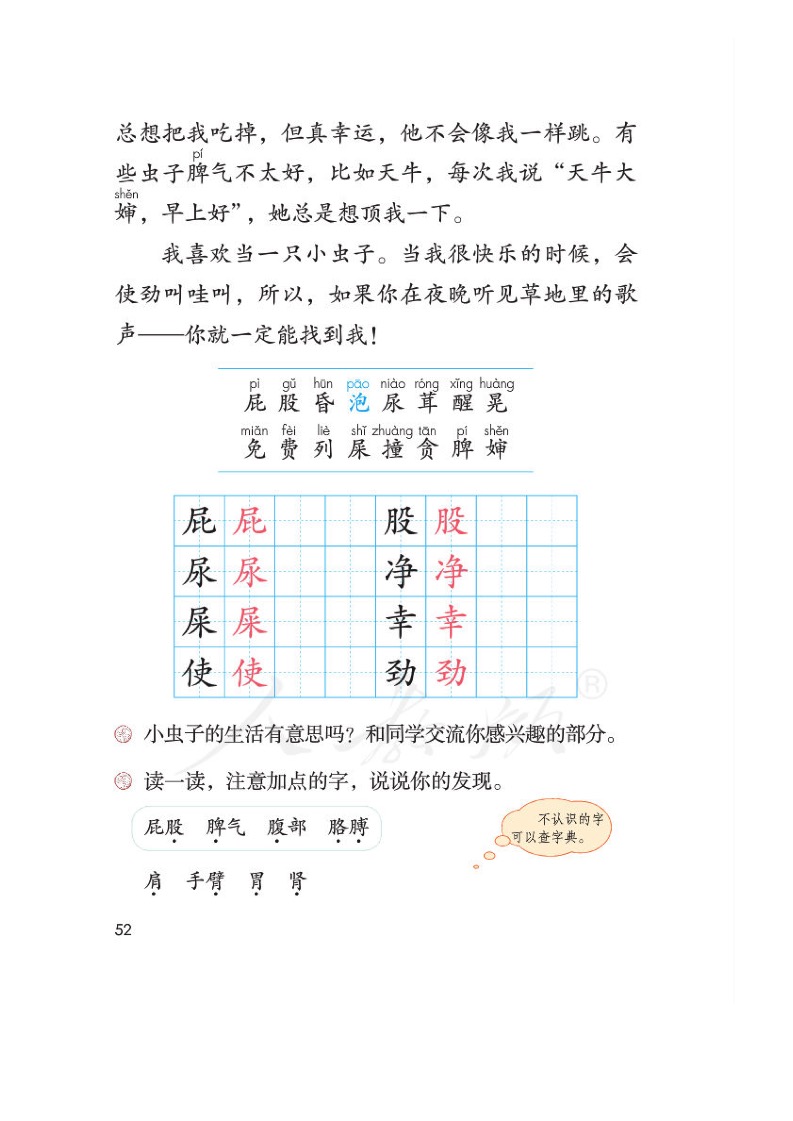 总想把我吃掉，但真幸运，他不会像我一样跳。有
pí
些虫子脾气不太好，比如天牛，每次我说“天牛大
shěn
婶，早上好”，她总是想顶我一下。
我喜欢当一只小虫子。当我很快乐的时候，会
使劲叫哇叫，所以，如果你在夜晚听见草地里的歌
声——你就一定能找到我！
pì gǔ hūn pāo niào róng xǐng huàng
屁 股 昏 泡 尿 茸 醒 晃
miǎn fèi liè shǐ zhuàng tān pí shěn
免 费 列 屎 撞 贪 脾 婶
屁 屁 股 股
尿 尿 净 净
屎 屎 幸 幸
使 使 劲 劲
小虫子的生活有意思吗？和同学交流你感兴趣的部分。
读一读，注意加点的字，说说你的发现。
屁股 脾气 腹部 胳膊
不认识的字
可以查字典。
肩 手臂 胃 肾
52
人教领®